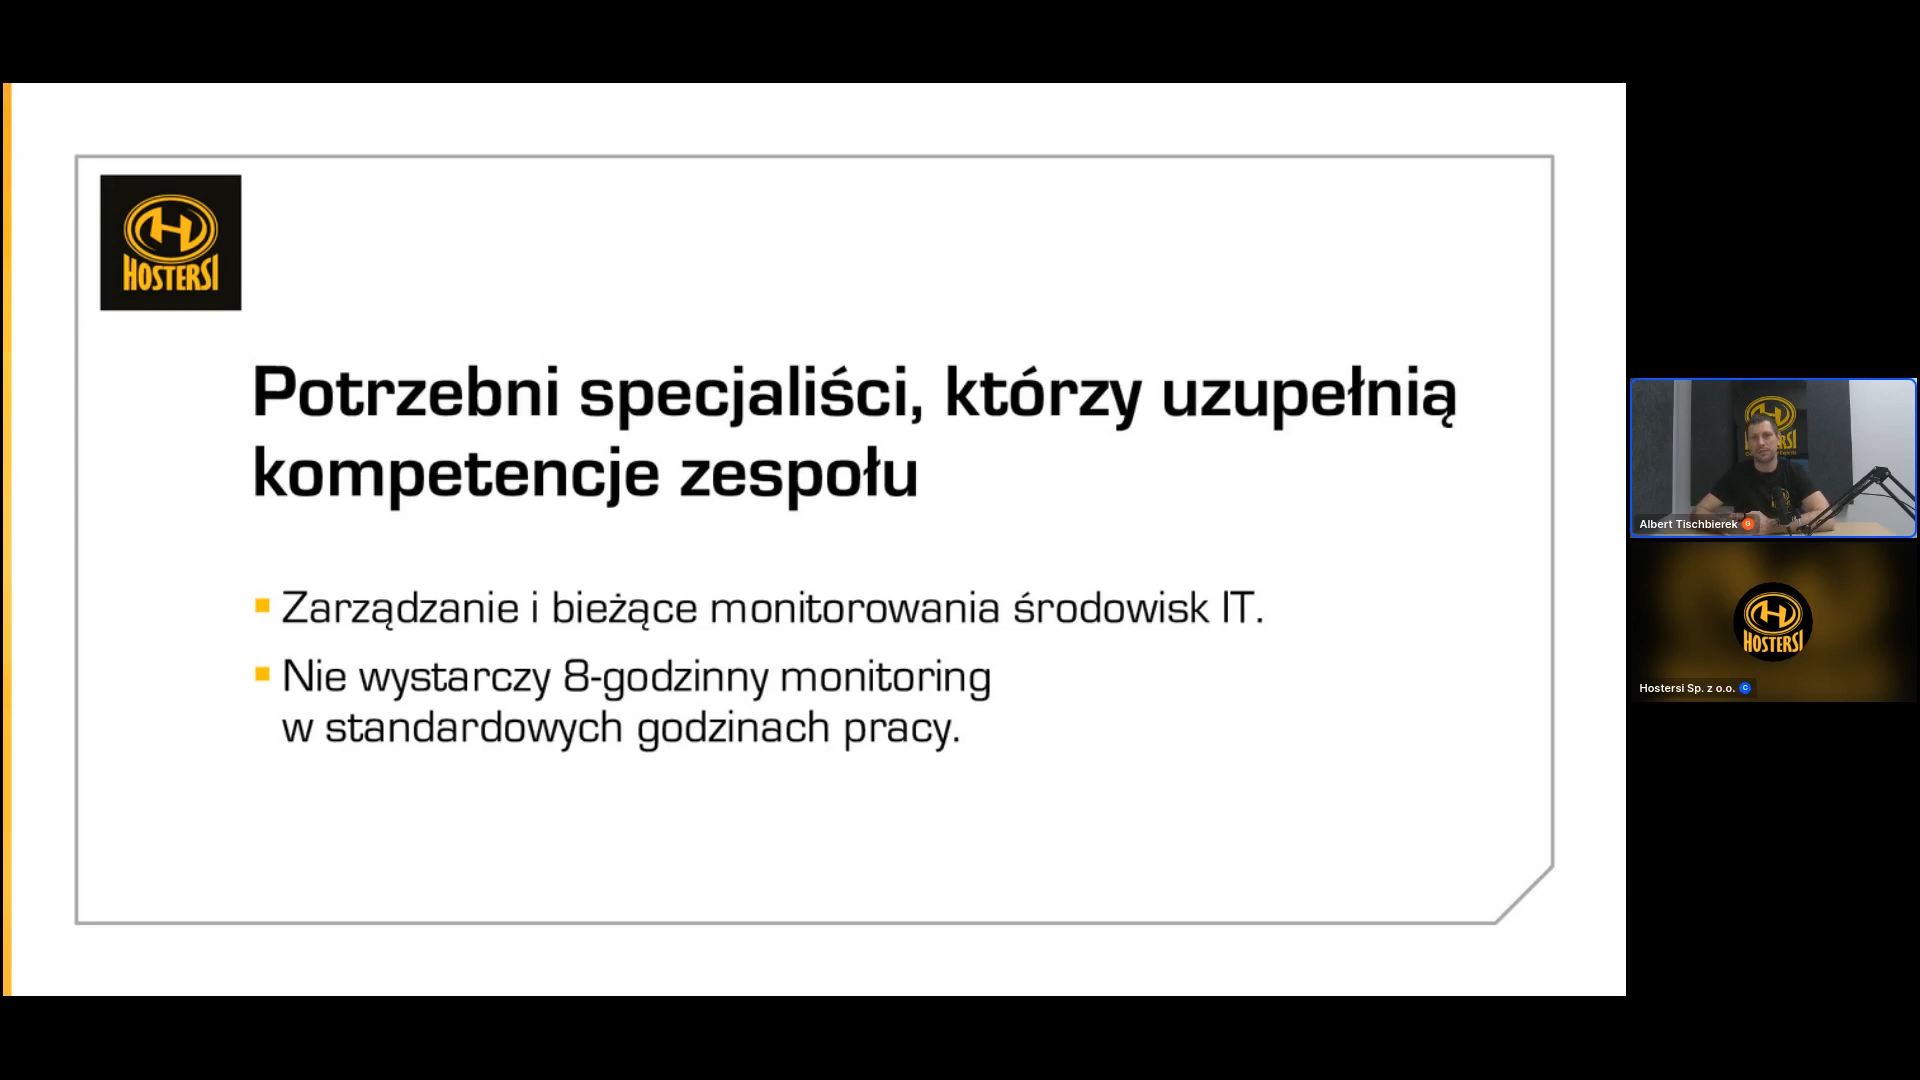 HOSTERSI
Potrzebni specjaliści, którzy uzupełnią
kompetencje zespołu
Zarządzanie i bieżące monitorowania środowisk IT.
Nie wystarczy 8-godzinny monitoring
w standardowych godzinach pracy.
Albert Tischbierek G
HOSTERSI
Hostersi Sp. z o.o. C